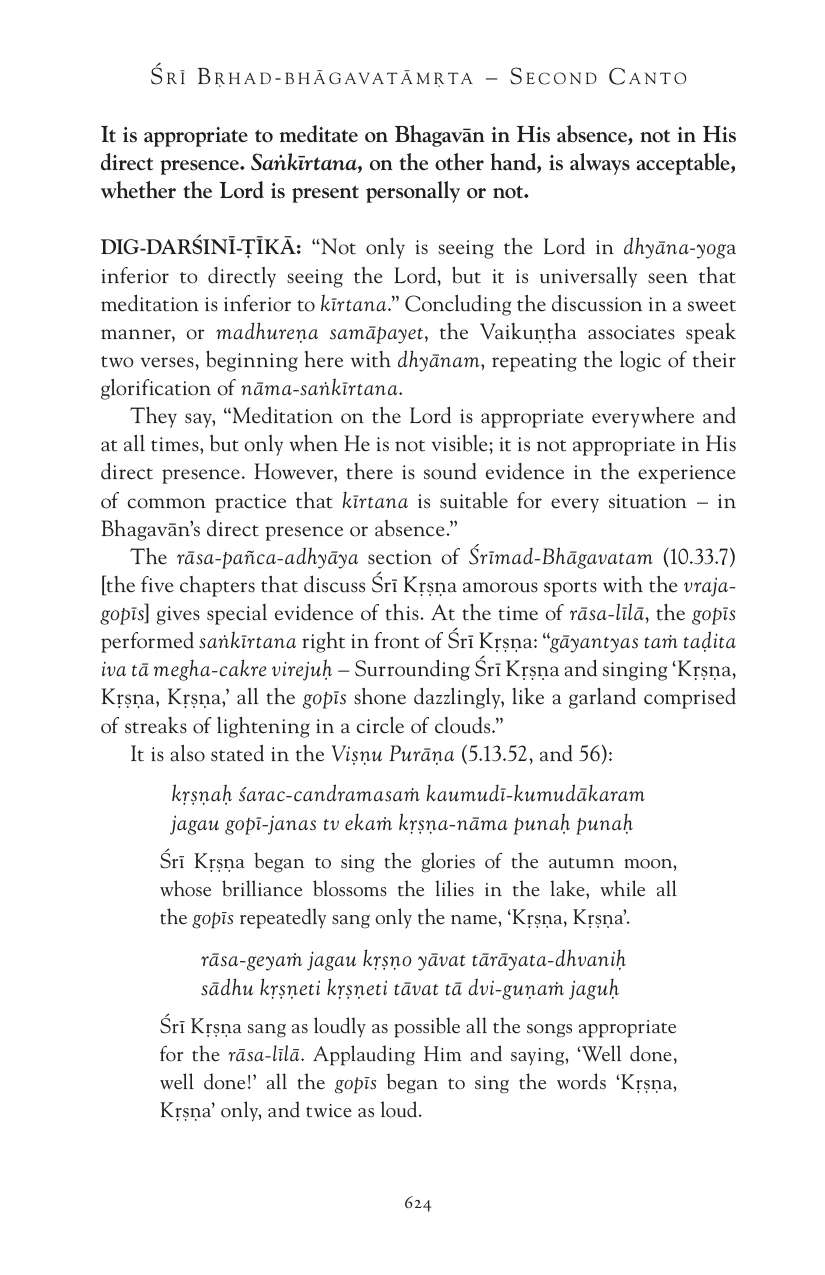 Śrī Bṛhad-bhāgavatāmṛta – Second Canto
It is appropriate to meditate on Bhagavān in His absence, not in His
direct presence. Saṅkīrtana, on the other hand, is always acceptable,
whether the Lord is present personally or not.
DIG-DARŚINĪ-ṬĪKĀ: “Not only is seeing the Lord in dhyāna-yoga
inferior to directly seeing the Lord, but it is universally seen that
meditation is inferior to kīrtana.” Concluding the discussion in a sweet
manner, or madhureṇa samāpayet, the Vaikuṇṭha associates speak
two verses, beginning here with dhyānam, repeating the logic of their
glorification of nāma-saṅkīrtana.
They say, “Meditation on the Lord is appropriate everywhere and
at all times, but only when He is not visible; it is not appropriate in His
direct presence. However, there is sound evidence in the experience
of common practice that kīrtana is suitable for every situation – in
Bhagavān’s direct presence or absence.”
The rāsa-pañca-adhyāya section of Śrīmad-Bhāgavatam (10.33.7)
[the five chapters that discuss Śrī Kṛṣṇa amorous sports with the vraja-
gopīs] gives special evidence of this. At the time of rāsa-līlā, the gopīs
performed saṅkīrtana right in front of Śrī Kṛṣṇa: “gāyantyas taṁ taḍita
iva tā megha-cakre virejuḥ – Surrounding Śrī Kṛṣṇa and singing ‘Kṛṣṇa,
Kṛṣṇa, Kṛṣṇa,’ all the gopīs shone dazzlingly, like a garland comprised
of streaks of lightening in a circle of clouds.”
It is also stated in the Viṣṇu Purāṇa (5.13.52, and 56):
kṛṣṇaḥ śarac-candramasaṁ kaumudī-kumudākaram
jagau gopī-janas tv ekaṁ kṛṣṇa-nāma punaḥ punaḥ
Śrī Kṛṣṇa began to sing the glories of the autumn moon,
whose brilliance blossoms the lilies in the lake, while all
the gopīs repeatedly sang only the name, ‘Kṛṣṇa, Kṛṣṇa’.
rāsa-geyaṁ jagau kṛṣṇo yāvat tārāyata-dhvaniḥ
sādhu kṛṣṇeti kṛṣṇeti tāvat tā dvi-guṇaṁ jaguḥ
Śrī Kṛṣṇa sang as loudly as possible all the songs appropriate
for the rāsa-līlā. Applauding Him and saying, ‘Well done,
well done!’ all the gopīs began to sing the words ‘Kṛṣṇa,
Kṛṣṇa’ only, and twice as loud.
624